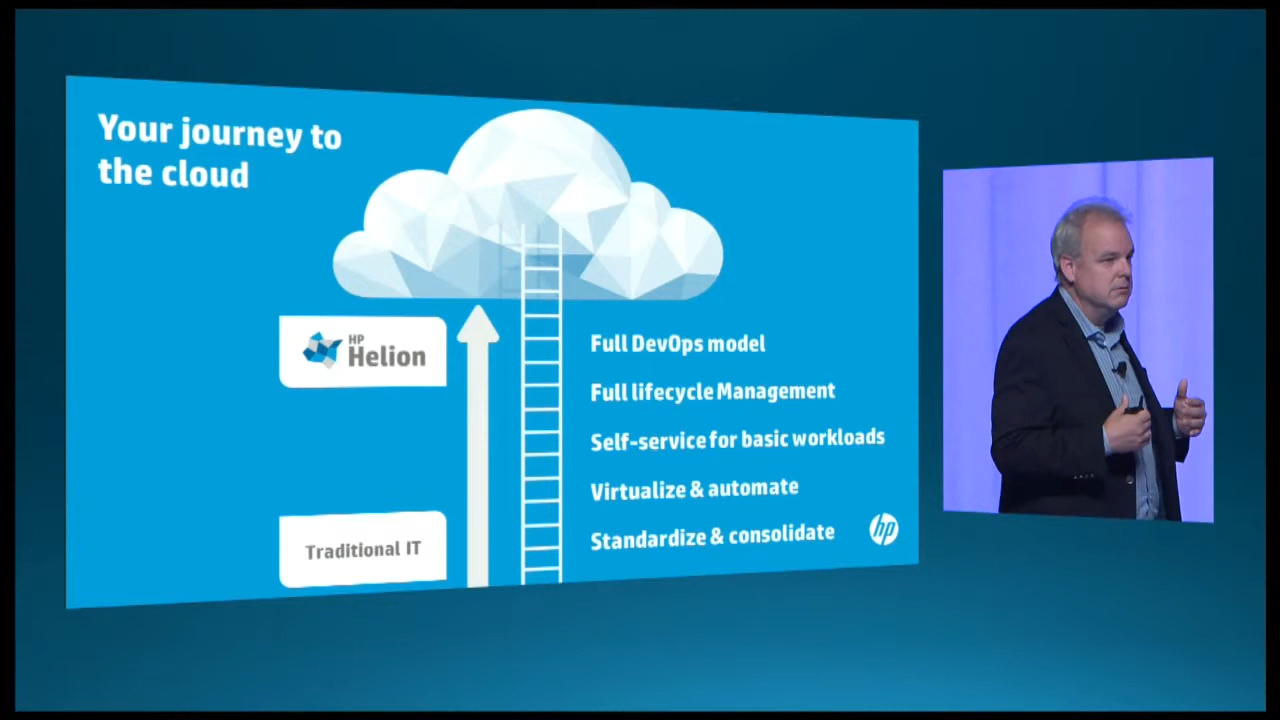 Your journey to
the cloud
HP
Helion
Traditional IT
Full DevOps model
Full lifecycle Management
Self-service for basic workloads
Virtualize & automate
Standardize & consolidate
hp